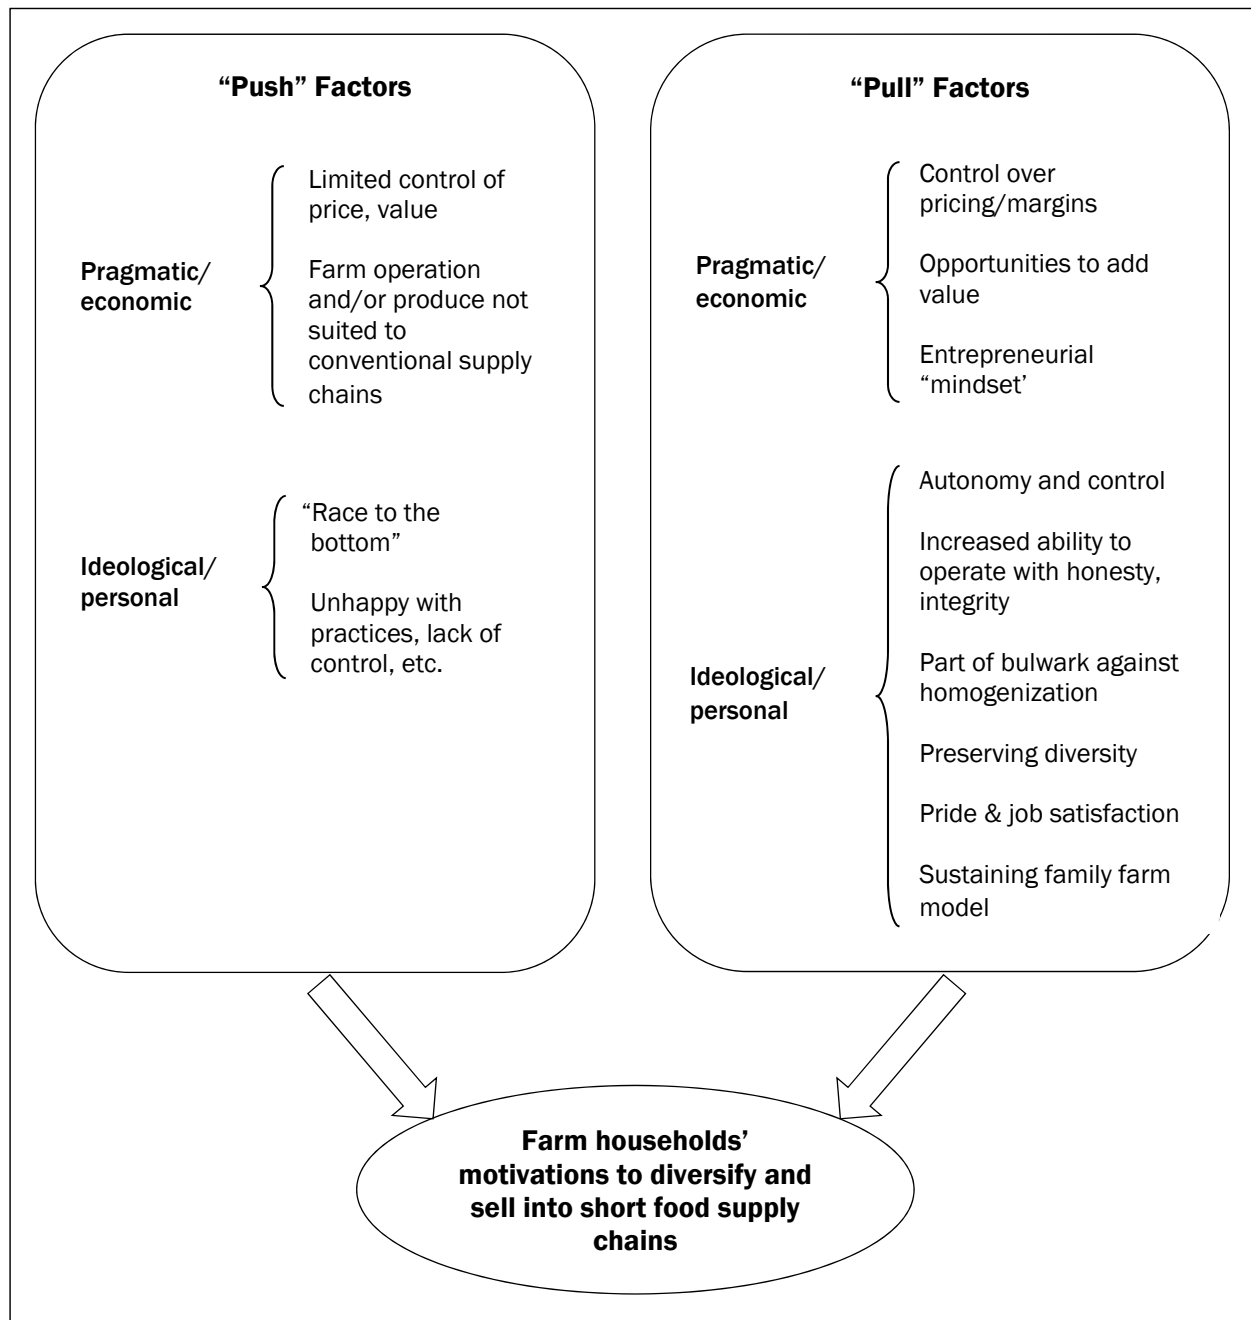 “Push” Factors
Pragmatic/
economic
Limited control of
price, value
Farm operation
and/or produce not
suited to
conventional supply
chains
Ideological/
personal
“Race to the
bottom”
Unhappy with
practices, lack of
control, etc.
“Pull” Factors
Pragmatic/
economic
Control over
pricing/margins
Opportunities to add
value
Entrepreneurial
“mindset’
Ideological/
personal
Autonomy and control
Increased ability to
operate with honesty,
integrity
Part of bulwark against
homogenization
Preserving diversity
Pride & job satisfaction
Sustaining family farm
model
Farm households’
motivations to diversify and
sell into short food supply
chains